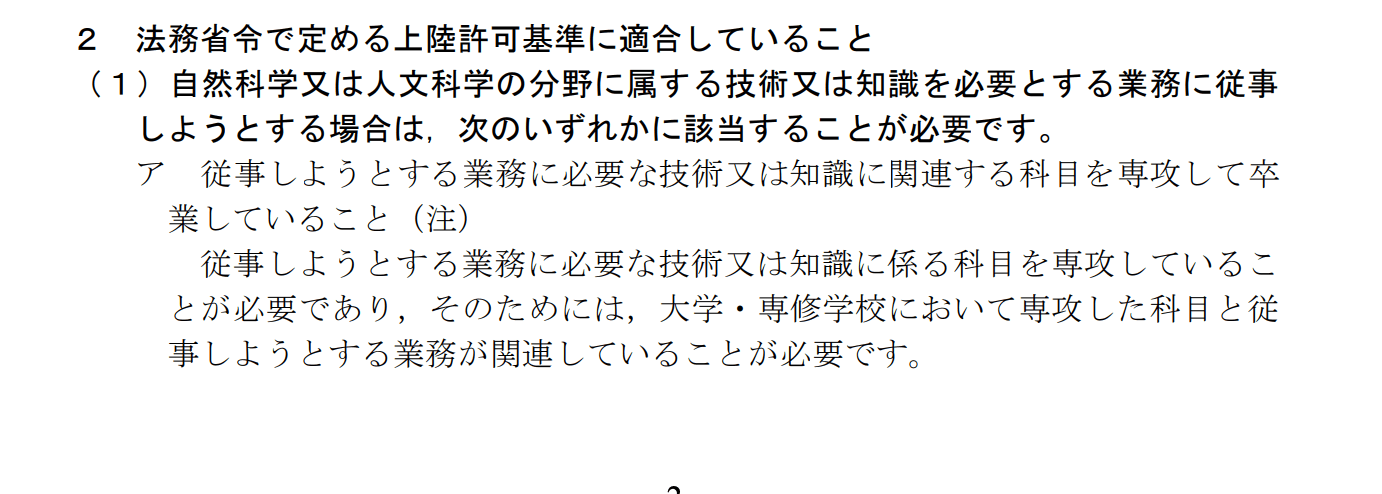 ２　法務省令で定める上陸許可基準に適合していること
（１）自然科学又は人文科学の分野に属する技術又は知識を必要とする業務に従事
しようとする場合は，次のいずれかに該当することが必要です。
ア　従事しようとする業務に必要な技術又は知識に関連する科目を専攻して卒
業していること（注）
従事しようとする業務に必要な技術又は知識に係る科目を専攻しているこ
とが必要であり，そのためには，大学・専修学校において専攻した科目と従
事しようとする業務が関連していることが必要です。